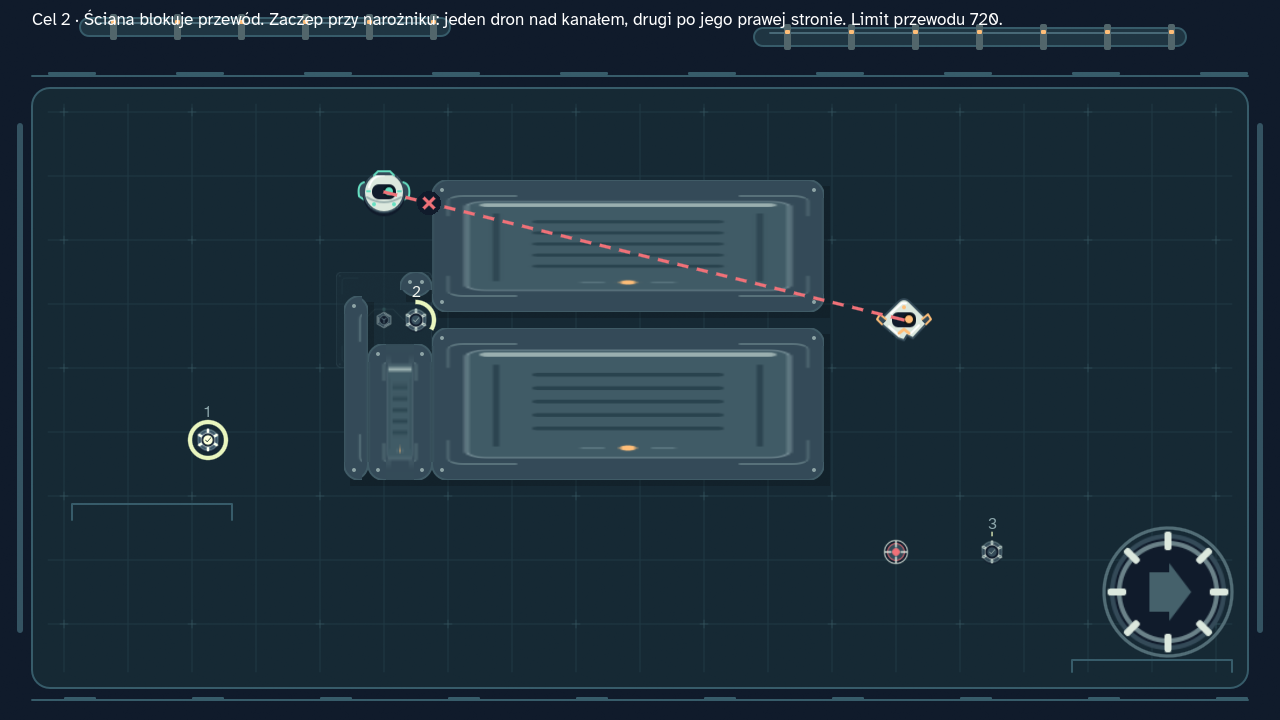 Cel 2 · Ściana blokuje przewód. Zaczep przy narożniku: jeden dron nad kanałem, drugi po jego prawej stronie. Limit przewodu 720.
2
1
3